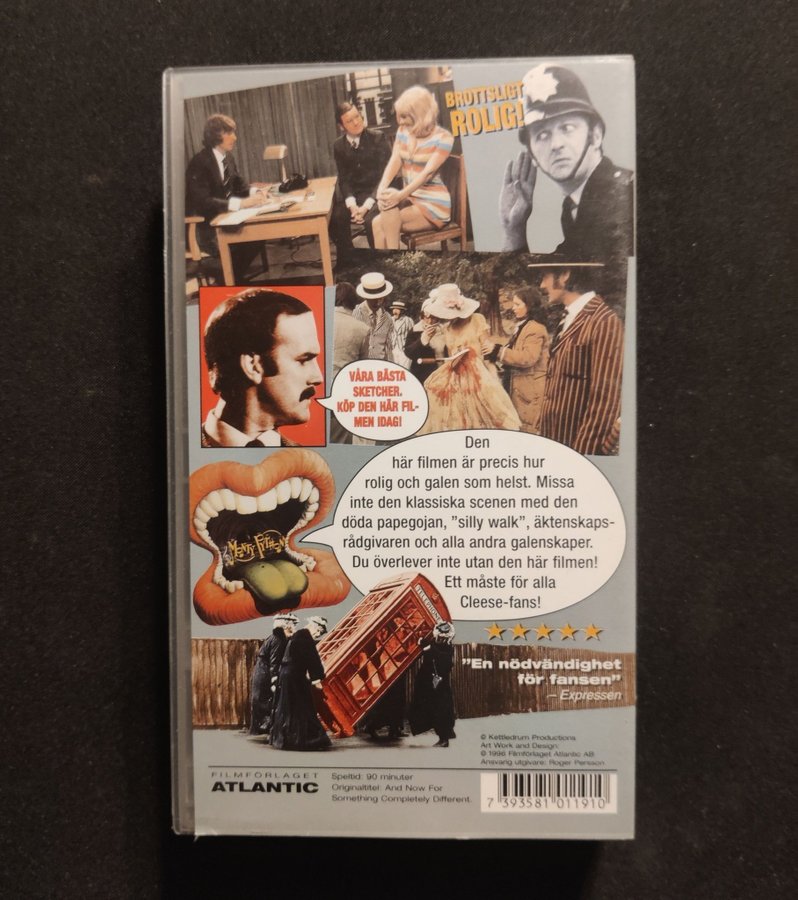 BROTTSLIGT
ROLIG!
VÅRA BÄSTA
SKETCHER.
KÖP DEN HÄR FIL-
MEN IDAG!
Den
här filmen är precis hur
rolig och galen som helst. Missa
inte den klassiska scenen med den
döda papegojan, ”silly walk”, äktenskaps-
rådgivaren och alla andra galenskaper.
Du överlever inte utan den här filmen!
Ett måste för alla
Cleese-fans!
MONTY PYTHON
TELEPHONE
”En nödvändighet
för fansen”
– Expressen
© Kettledrum Productions
Art Work and Design:
© 1996 Filmförlaget Atlantic AB
Ansvarig utgivare: Roger Persson
FILMFÖRLAGET
ATLANTIC
Speltid: 90 minuter
Originaltitel: And Now For
Something Completely Different.
7 393581 011910